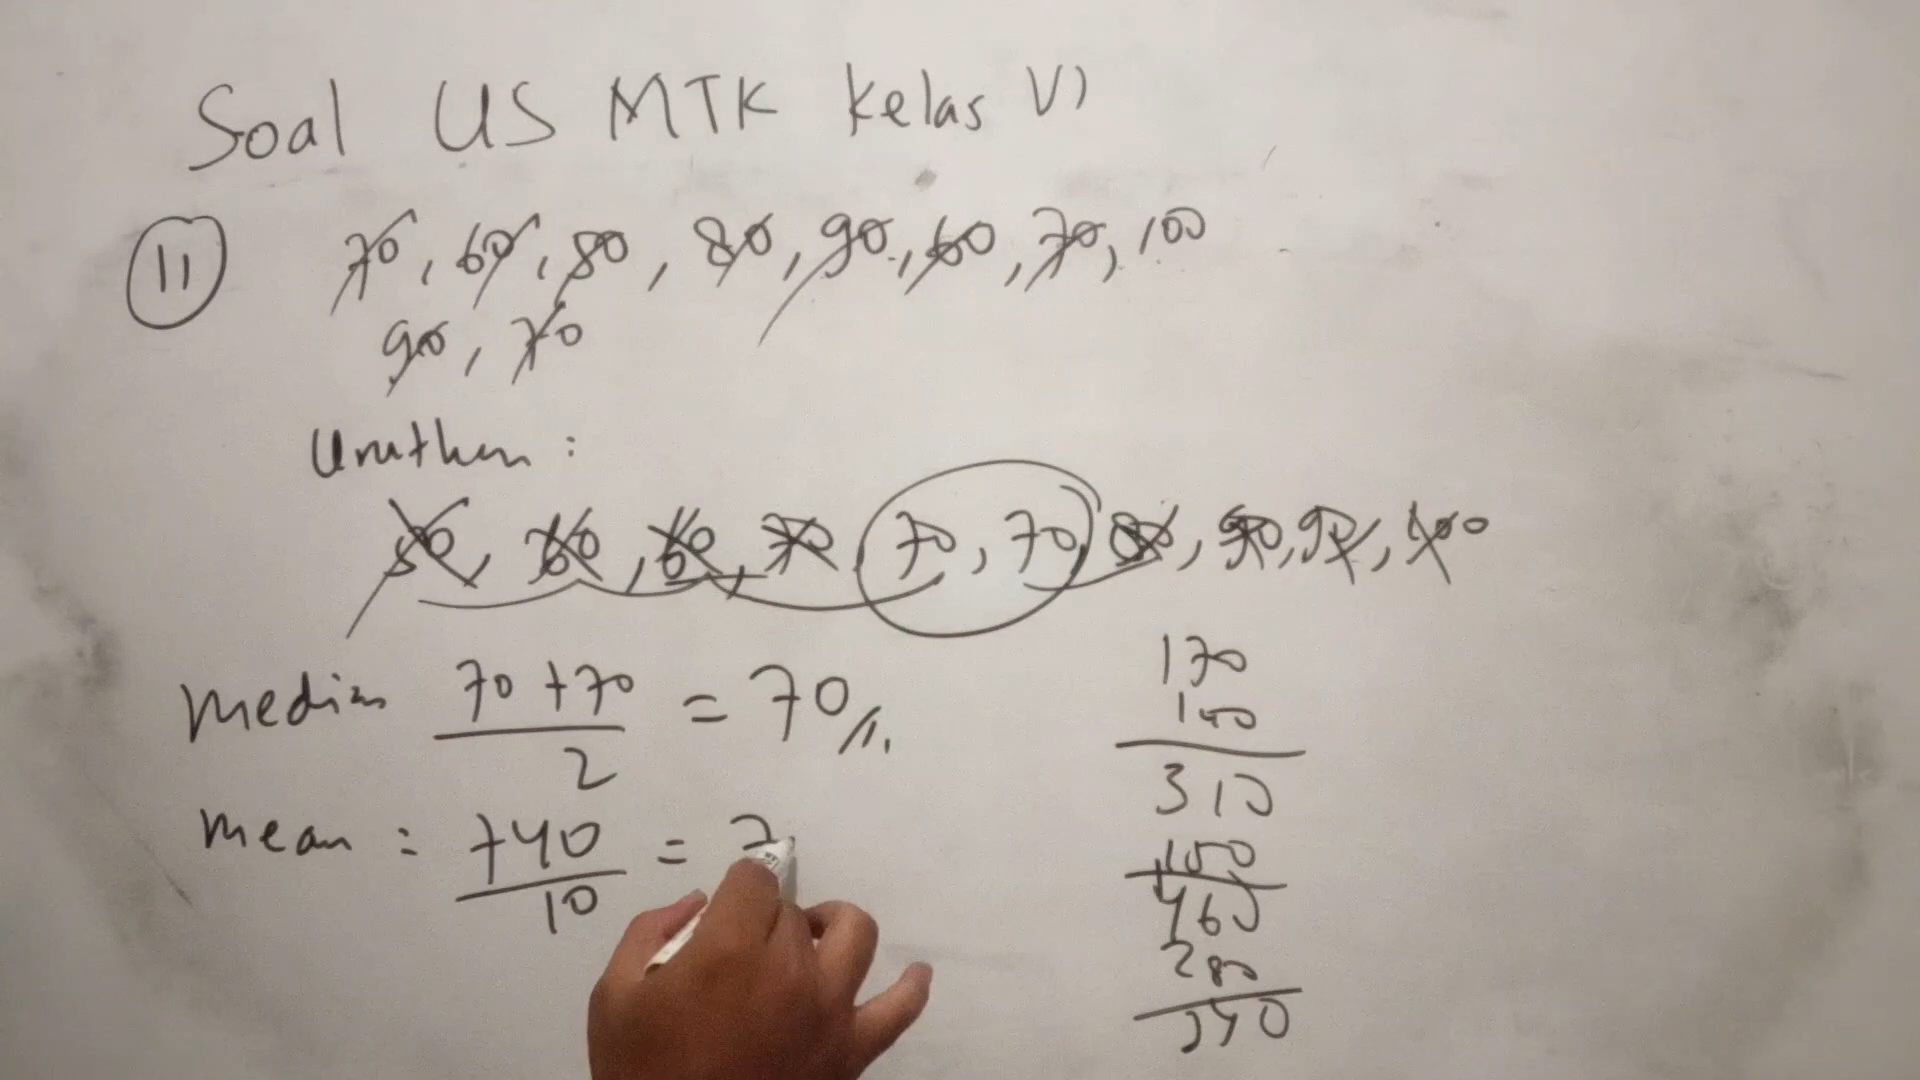 Soal US MTK Kelas VI
11 70, 60, 80, 80, 90, 60, 70, 100
90, 70
Urutkan :
50, 60, 60, 70, 70, 70, 80, 90, 90, 100
Median 70 + 70 / 2 = 70
Mean : 740 / 10 = 7
170
140
310
150
460
280
740